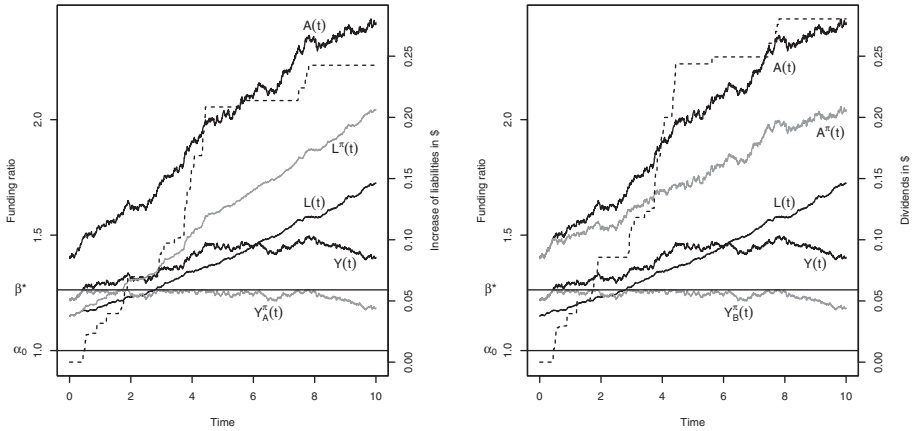 A(t)
L^π(t)
L(t)
Y(t)
Y_A^π(t)
Funding ratio
2.0
1.5
β*
α₀ 1.0
0.25
0.20
0.15
0.10
0.05
0.00
Increase of liabilities in $
0 2 4 6 8 10
Time
A(t)
A^π(t)
L(t)
Y(t)
Y_B^π(t)
Funding ratio
2.0
1.5
β*
α₀ 1.0
0.25
0.20
0.15
0.10
0.05
0.00
Dividends in $
0 2 4 6 8 10
Time